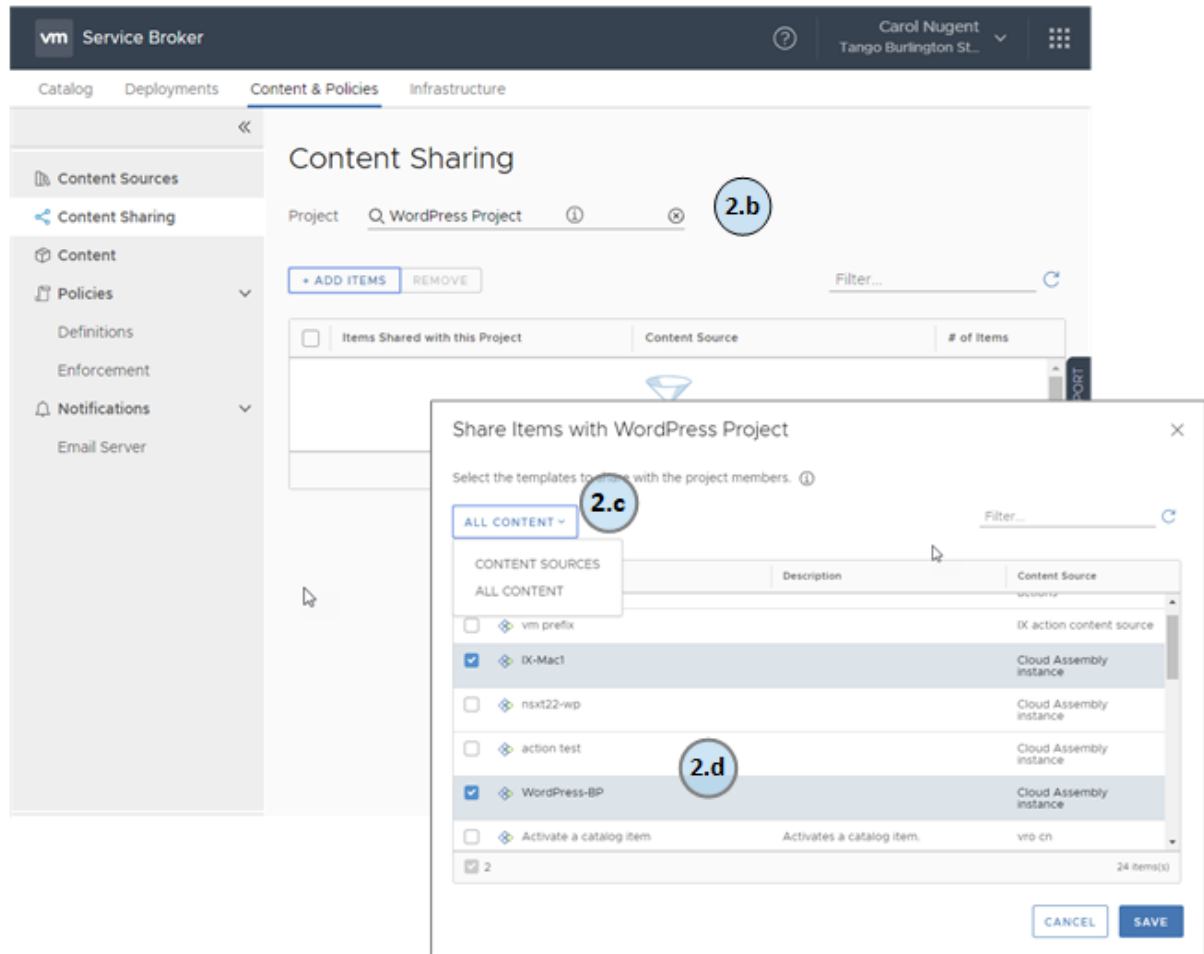 vm Service Broker
Carol Nugent
Tango Burlington St...
Catalog Deployments Content & Policies Infrastructure
Content Sources
Content Sharing
Content
Policies
Definitions
Enforcement
Notifications
Email Server
Content Sharing
Project WordPress Project
2.b
+ ADD ITEMS REMOVE
Filter...
Items Shared with this Project Content Source # of Items
PORT
Share Items with WordPress Project
Select the templates to share with the project members.
2.c
ALL CONTENT
Filter...
CONTENT SOURCES
ALL CONTENT
Description Content Source
actions
vm prefix IX action content source
IX-Mac1 Cloud Assembly
instance
nsxt22-wp Cloud Assembly
instance
action test Cloud Assembly
instance
2.d
WordPress-BP Cloud Assembly
instance
Activate a catalog item Activates a catalog item. vro cn
2 24 items(s)
CANCEL SAVE